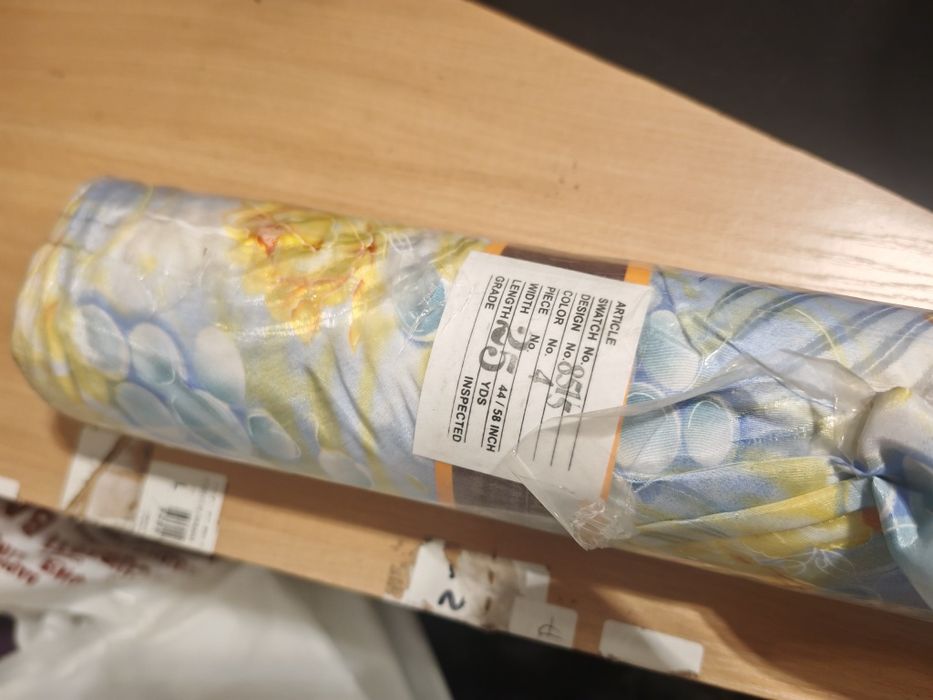 ARTICLE
SWATCH No.
DESIGN No. 8515
COLOR No. 4
PIECE No.
WIDTH 44 / 58 INCH
LENGTH 25 YDS
GRADE INSPECTED